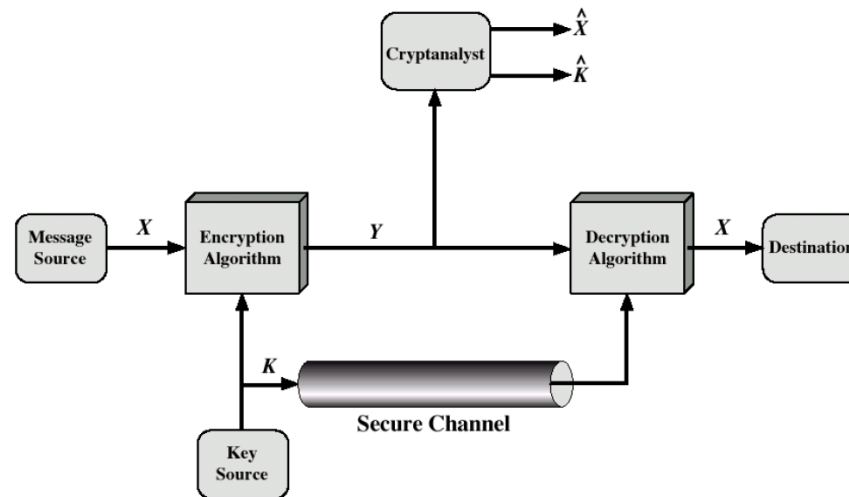 X̂
Cryptanalyst
K̂
Message
Source
X
Encryption
Algorithm
Y
Decryption
Algorithm
X
Destination
K
Secure Channel
Key
Source